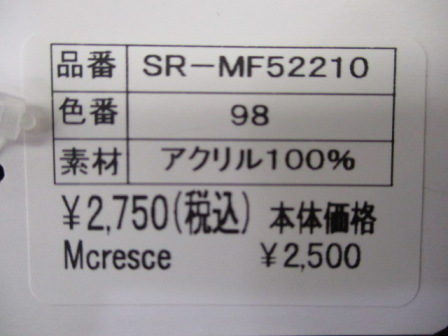 品番 SR-MF52210
色番 98
素材 アクリル100%
¥2,750(税込) 本体価格
Mcresce ¥2,500